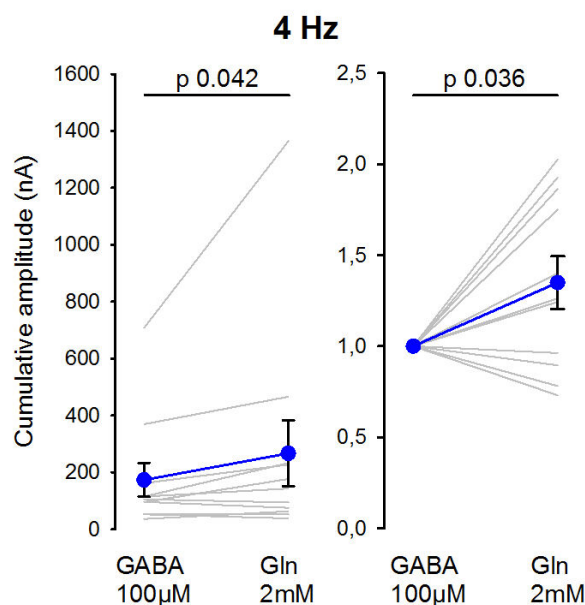 4 Hz
p 0.042
1600
1400
1200
1000
800
600
400
200
0
Cumulative amplitude (nA)
GABA
100µM
Gln
2mM
p 0.036
2,5
2,0
1,5
1,0
0,5
0,0
GABA
100µM
Gln
2mM